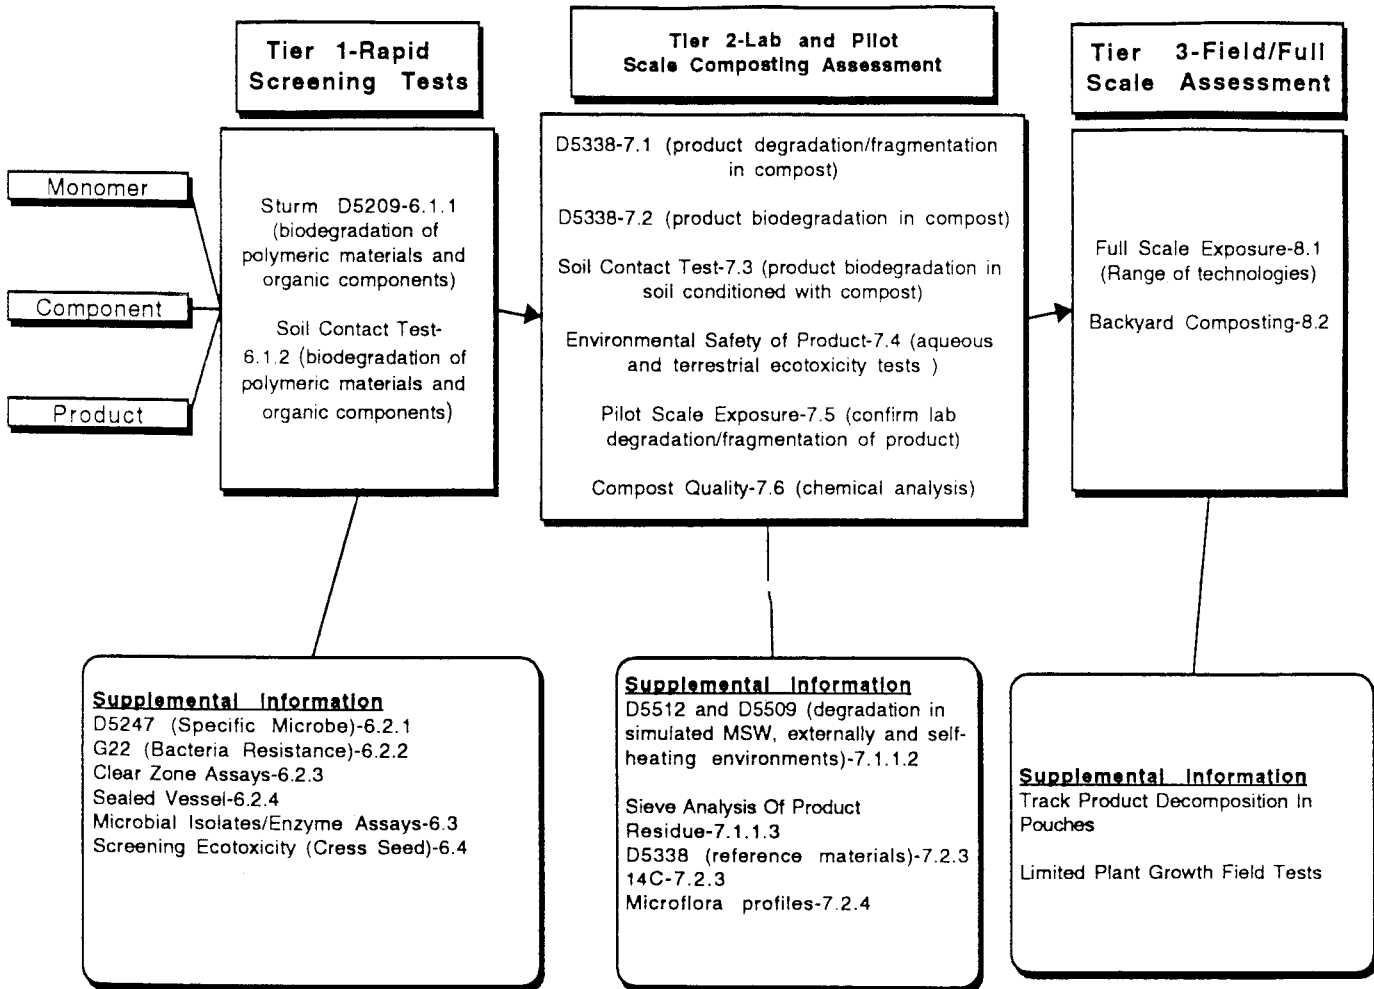 Tier 1-Rapid
Screening Tests
Tier 2-Lab and Pilot
Scale Composting Assessment
Tier 3-Field/Full
Scale Assessment
Monomer
Component
Product
Sturm D5209-6.1.1
(biodegradation of
polymeric materials and
organic components)
Soil Contact Test-
6.1.2 (biodegradation of
polymeric materials and
organic components)
D5338-7.1 (product degradation/fragmentation
in compost)
D5338-7.2 (product biodegradation in compost)
Soil Contact Test-7.3 (product biodegradation in
soil conditioned with compost)
Environmental Safety of Product-7.4 (aqueous
and terrestrial ecotoxicity tests )
Pilot Scale Exposure-7.5 (confirm lab
degradation/fragmentation of product)
Compost Quality-7.6 (chemical analysis)
Full Scale Exposure-8.1
(Range of technologies)
Backyard Composting-8.2
Supplemental Information
D5247 (Specific Microbe)-6.2.1
G22 (Bacteria Resistance)-6.2.2
Clear Zone Assays-6.2.3
Sealed Vessel-6.2.4
Microbial Isolates/Enzyme Assays-6.3
Screening Ecotoxicity (Cress Seed)-6.4
Supplemental Information
D5512 and D5509 (degradation in
simulated MSW, externally and self-
heating environments)-7.1.1.2
Sieve Analysis Of Product
Residue-7.1.1.3
D5338 (reference materials)-7.2.3
14C-7.2.3
Microflora profiles-7.2.4
Supplemental Information
Track Product Decomposition In
Pouches
Limited Plant Growth Field Tests